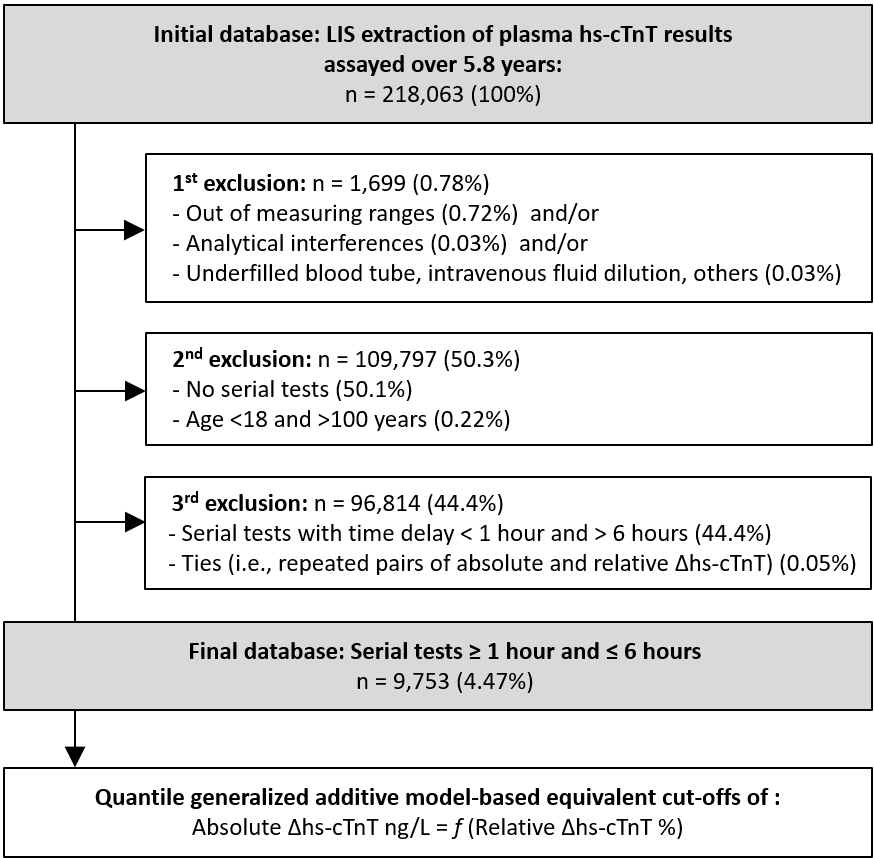 Initial database: LIS extraction of plasma hs-cTnT results
assayed over 5.8 years:
n = 218,063 (100%)
1st exclusion: n = 1,699 (0.78%)
- Out of measuring ranges (0.72%)  and/or
- Analytical interferences (0.03%)  and/or
- Underfilled blood tube, intravenous fluid dilution, others (0.03%)
2nd exclusion: n = 109,797 (50.3%)
- No serial tests (50.1%)
- Age <18 and >100 years (0.22%)
3rd exclusion: n = 96,814 (44.4%)
- Serial tests with time delay < 1 hour and > 6 hours (44.4%)
- Ties (i.e., repeated pairs of absolute and relative Δhs-cTnT) (0.05%)
Final database: Serial tests ≥ 1 hour and ≤ 6 hours
n = 9,753 (4.47%)
Quantile generalized additive model-based equivalent cut-offs of :
Absolute Δhs-cTnT ng/L = f (Relative Δhs-cTnT %)